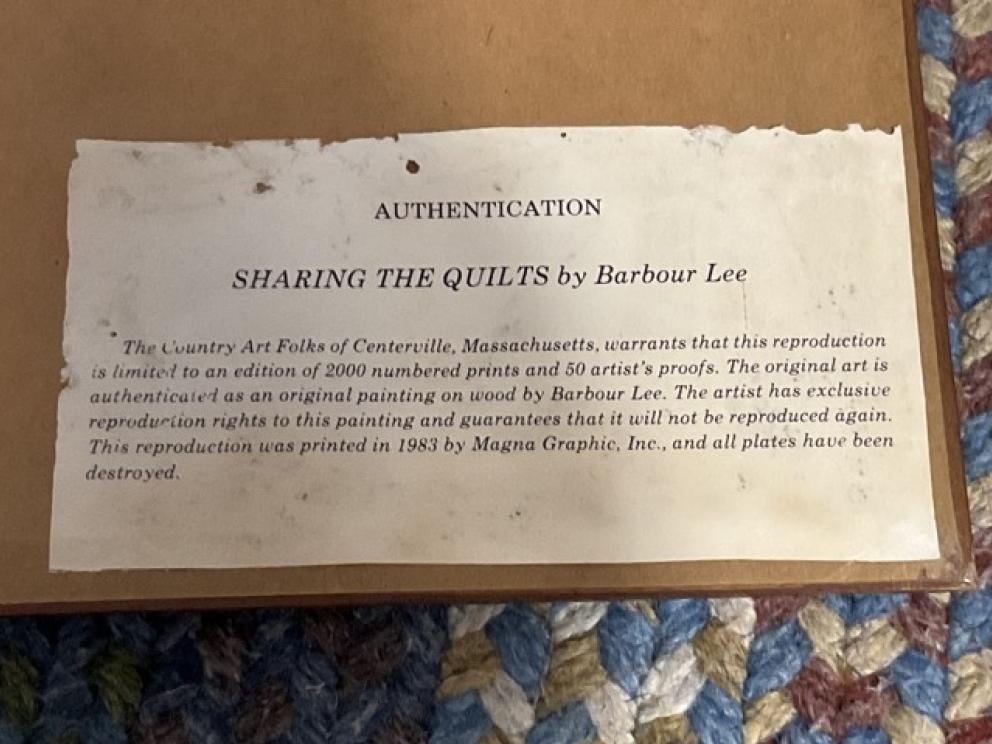 AUTHENTICATION
SHARING THE QUILTS by Barbour Lee
The Country Art Folks of Centerville, Massachusetts, warrants that this reproduction
is limited to an edition of 2000 numbered prints and 50 artist's proofs. The original art is
authenticated as an original painting on wood by Barbour Lee. The artist has exclusive
reproduction rights to this painting and guarantees that it will not be reproduced again.
This reproduction was printed in 1983 by Magna Graphic, Inc., and all plates have been
destroyed.